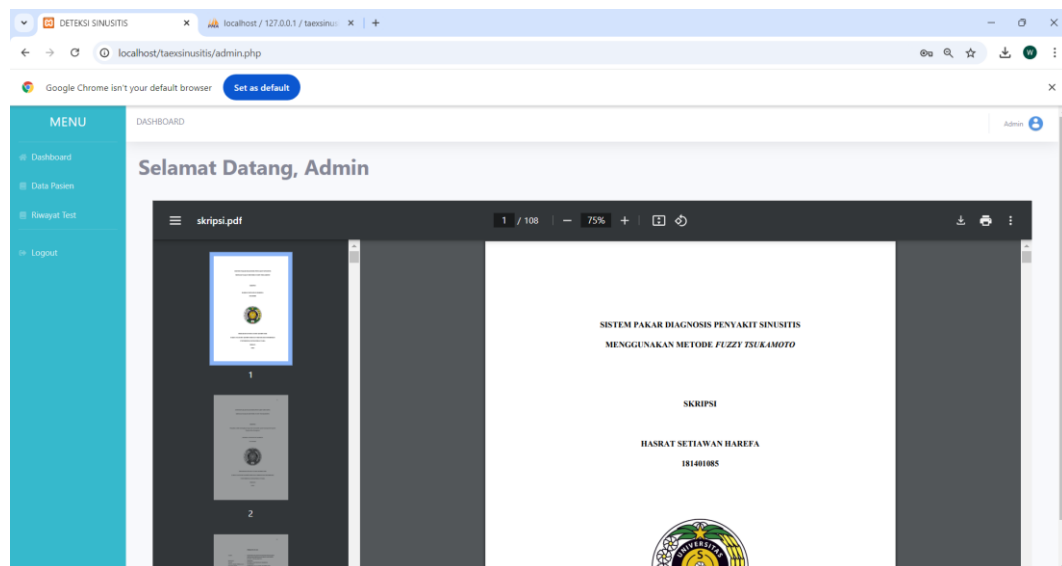 DETEKSI SINUSITIS
localhost / 127.0.0.1 / taexsinus
localhost/taexsinusitis/admin.php
W
Google Chrome isn't your default browser
Set as default
MENU
DASHBOARD
Admin
Dashboard
Data Pasien
Riwayat Test
Logout
Selamat Datang, Admin
skripsi.pdf
1 / 108
75%
1
2
SISTEM PAKAR DIAGNOSIS PENYAKIT SINUSITIS
MENGGUNAKAN METODE FUZZY TSUKAMOTO
SKRIPSI
HASRAT SETIAWAN HAREFA
181401085
UNIVERSITAS
S